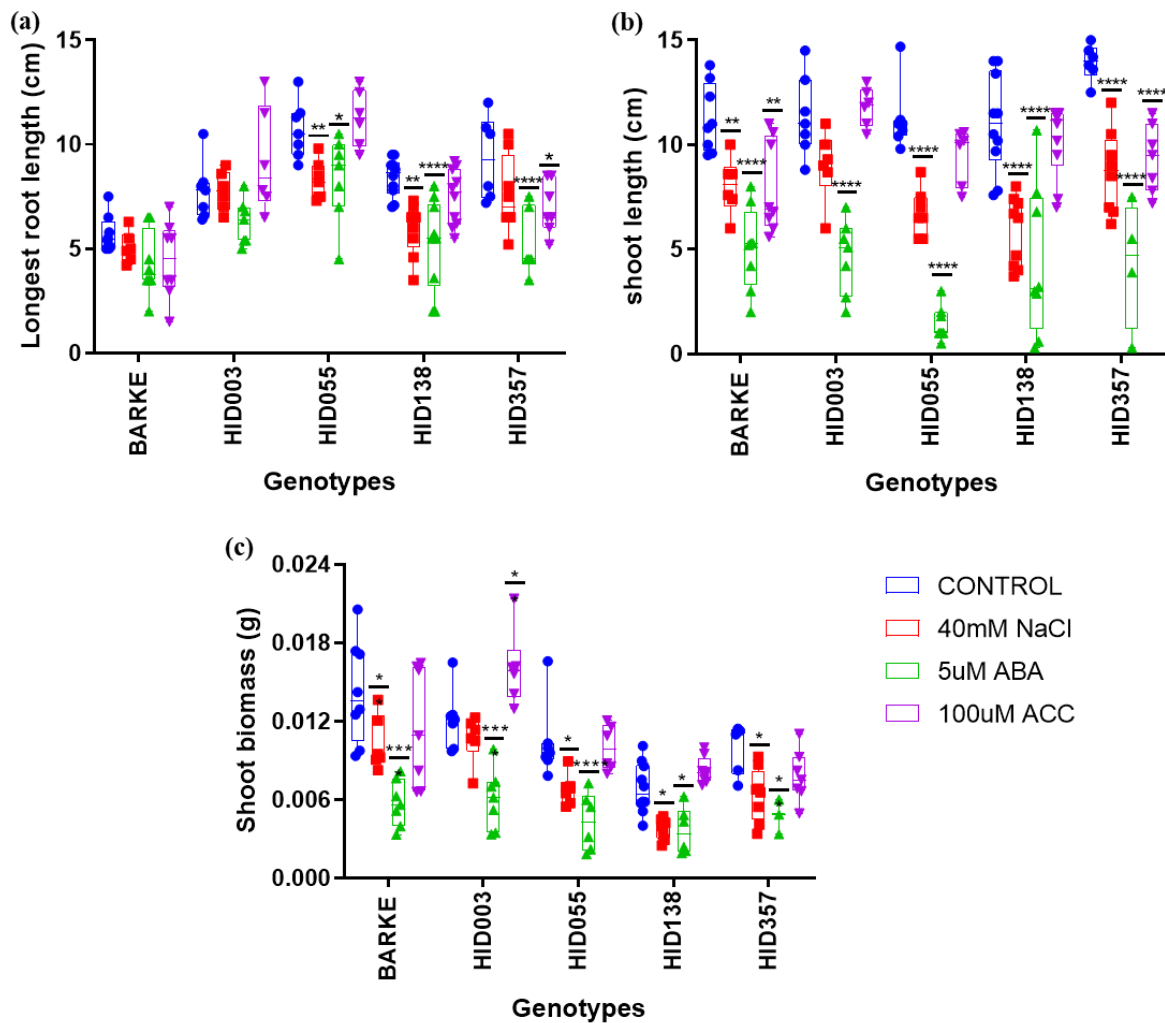 (a)
Longest root length (cm)
15
10
5
0
** *
** ****
**** *
BARKE
HID003
HID055
HID138
HID357
Genotypes
(b)
shoot length (cm)
15
10
5
0
** **** **
****
**** ****
**** ****
**** **** ****
BARKE
HID003
HID055
HID138
HID357
Genotypes
(c)
Shoot biomass (g)
0.024
0.018
0.012
0.006
0.000
BARKE
HID003
HID055
HID138
HID357
Genotypes
CONTROL
40mM NaCl
5uM ABA
100uM ACC